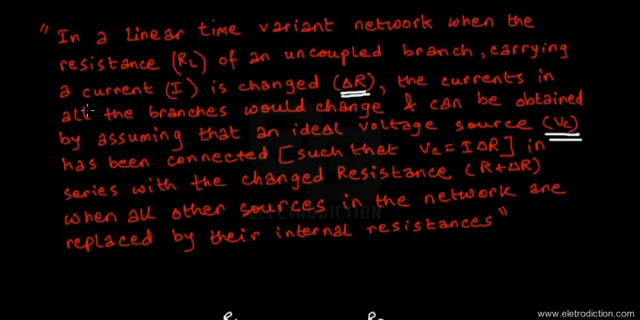 " In a linear time variant network when the
resistance (RL) of an uncoupled branch, carrying
a current (I) is changed (ΔR), the currents in
all the branches would change & can be obtained
by assuming that an ideal voltage source (Vc)
has been connected [such that Vc = IΔR] in
series with the changed Resistance (R+ΔR)
when all other sources in the network are
replaced by their internal resistances"
ELECTRODICTION
www.eletrodiction.com